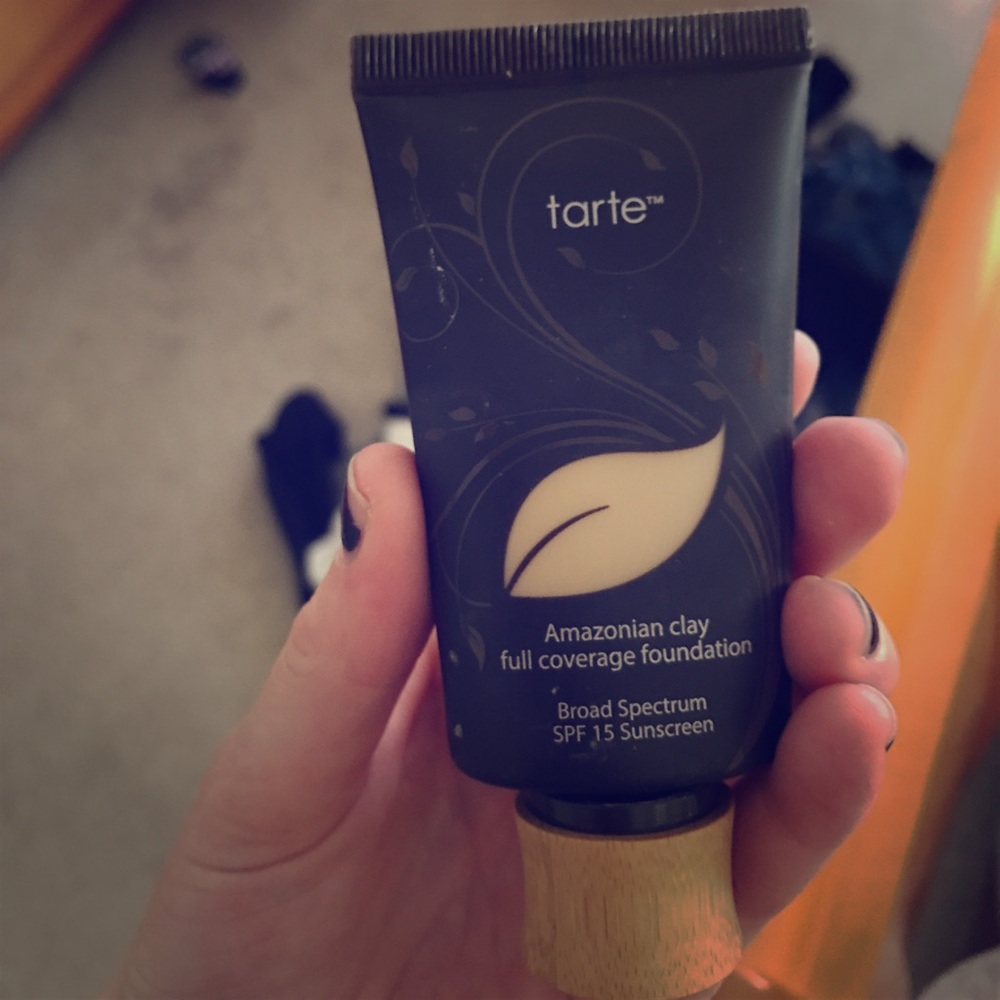 tarte™
Amazonian clay
full coverage foundation
Broad Spectrum
SPF 15 Sunscreen